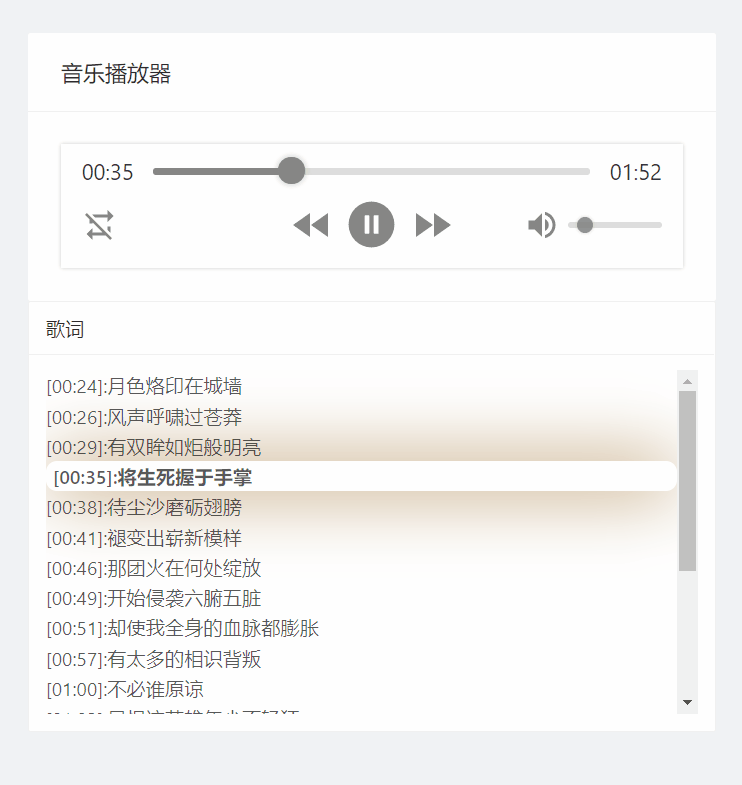 音乐播放器
00:35 01:52
歌词
[00:24]:月色烙印在城墙
[00:26]:风声呼啸过苍莽
[00:29]:有双眸如炬般明亮
[00:35]:将生死握于手掌
[00:38]:待尘沙磨砺翅膀
[00:41]:褪变出崭新模样
[00:46]:那团火在何处绽放
[00:49]:开始侵袭六腑五脏
[00:51]:却使我全身的血脉都膨胀
[00:57]:有太多的相识背叛
[01:00]:不必谁原谅